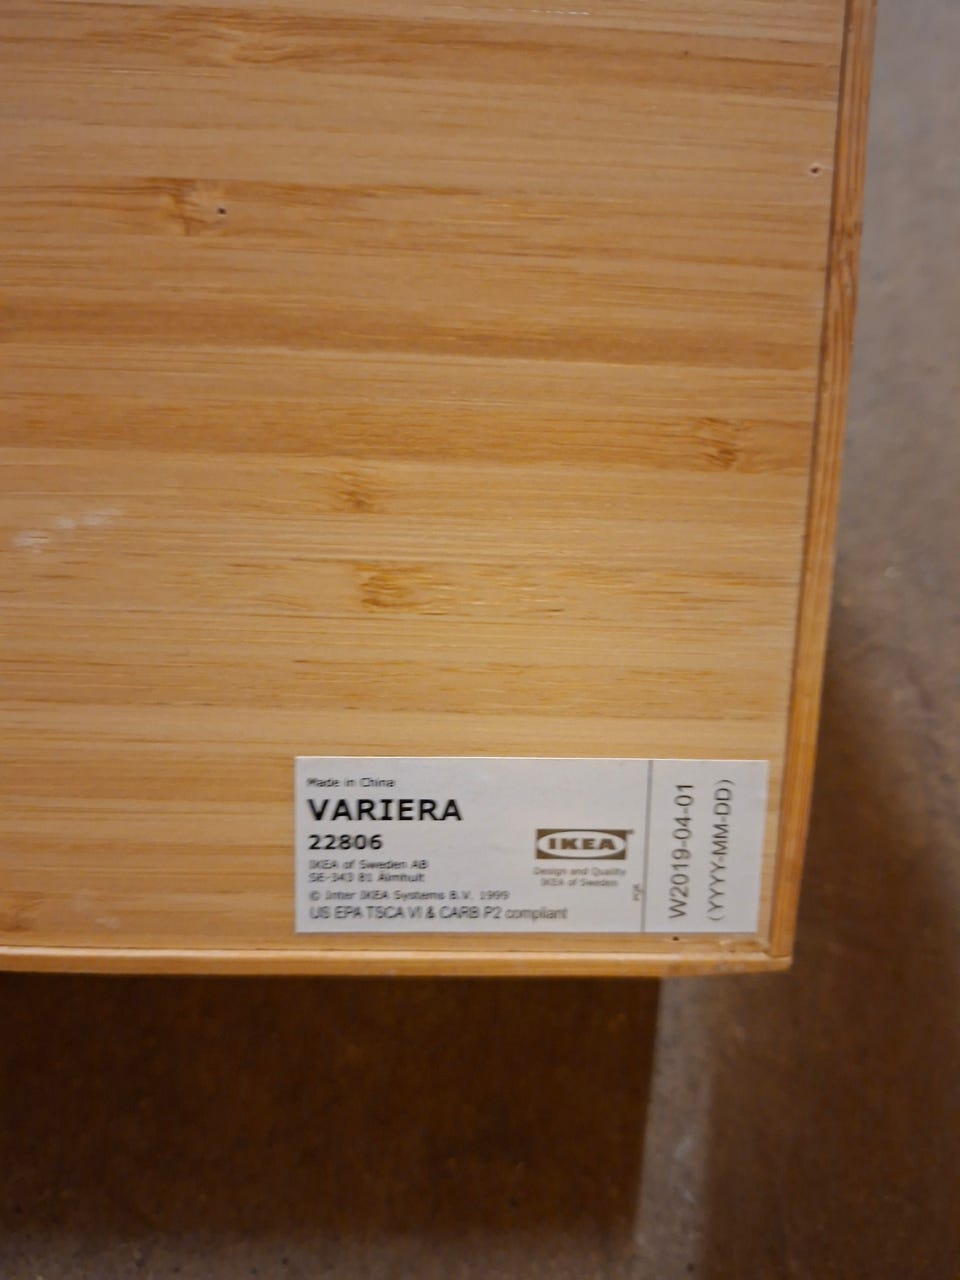 Made in China
VARIERA
22806
IKEA of Sweden AB
SE-343 81 Älmhult
© Inter IKEA Systems B.V. 1999
US EPA TSCA VI & CARB P2 compliant
IKEA®
Design and Quality
IKEA of Sweden
W2019-04-01
(YYYY-MM-DD)